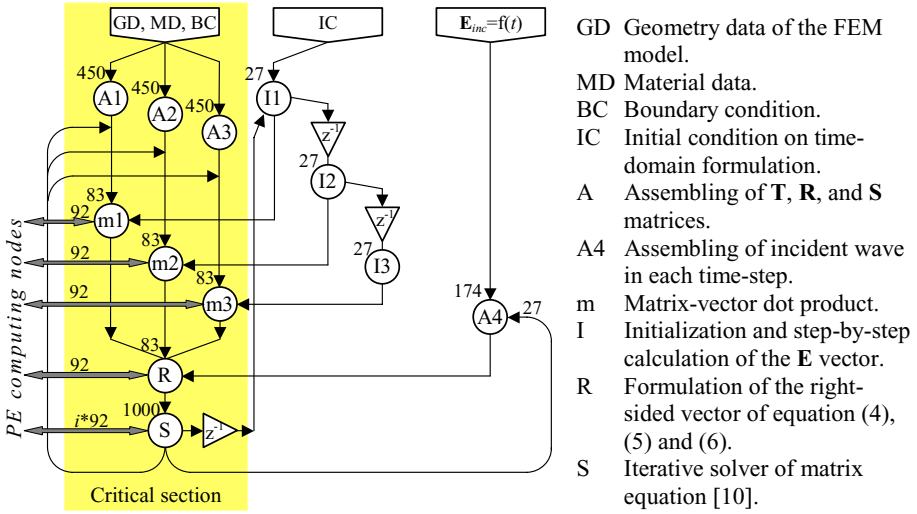 GD, MD, BC
IC
E_inc=f(t)
450
A1
450
A2
450
A3
27
I1
z⁻¹
27
I2
z⁻¹
27
I3
83
m1
92
83
m2
92
83
m3
92
174
A4
27
83
R
92
1000
S
i*92
z⁻¹
PE computing nodes
Critical section
GD Geometry data of the FEM
model.
MD Material data.
BC Boundary condition.
IC Initial condition on time-
domain formulation.
A Assembling of T, R, and S
matrices.
A4 Assembling of incident wave
in each time-step.
m Matrix-vector dot product.
I Initialization and step-by-step
calculation of the E vector.
R Formulation of the right-
sided vector of equation (4),
(5) and (6).
S Iterative solver of matrix
equation [10].